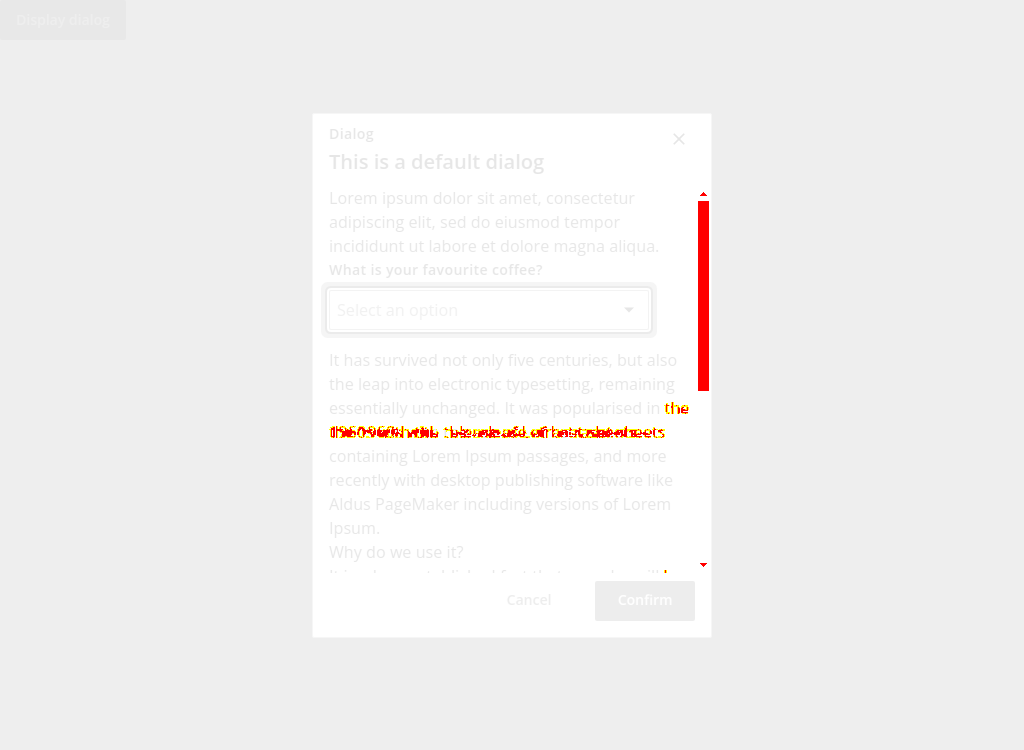 Display dialog
Dialog
This is a default dialog
Lorem ipsum dolor sit amet, consectetur
adipiscing elit, sed do eiusmod tempor
incididunt ut labore et dolore magna aliqua.
What is your favourite coffee?
Select an option
It has survived not only five centuries, but also
the leap into electronic typesetting, remaining
essentially unchanged. It was popularised in the
containing Lorem Ipsum passages, and more
recently with desktop publishing software like
Aldus PageMaker including versions of Lorem
Ipsum.
Why do we use it?
Cancel
Confirm